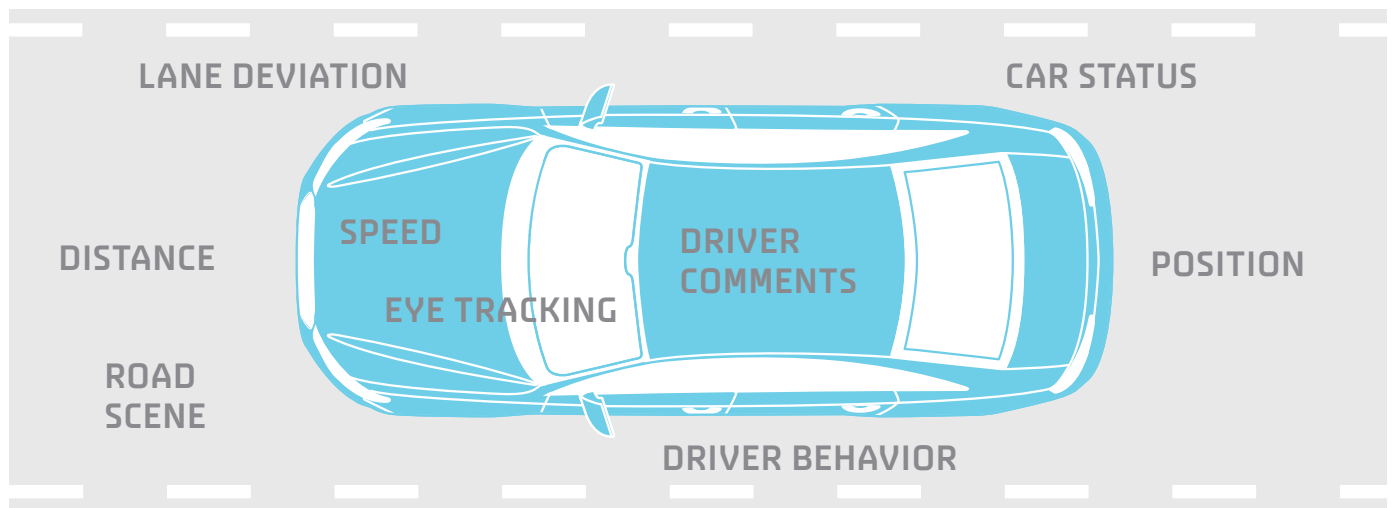 LANE DEVIATION
CAR STATUS
SPEED
DRIVER
COMMENTS
DISTANCE
POSITION
EYE TRACKING
ROAD
SCENE
DRIVER BEHAVIOR